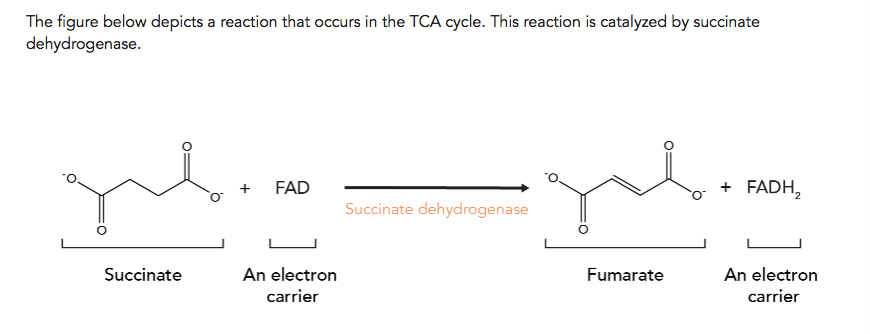 The figure below depicts a reaction that occurs in the TCA cycle. This reaction is catalyzed by succinate
dehydrogenase.
O
⁻O
O⁻
O
+ FAD
Succinate dehydrogenase
O
⁻O
O⁻
O
+ FADH₂
Succinate
An electron
carrier
Fumarate
An electron
carrier